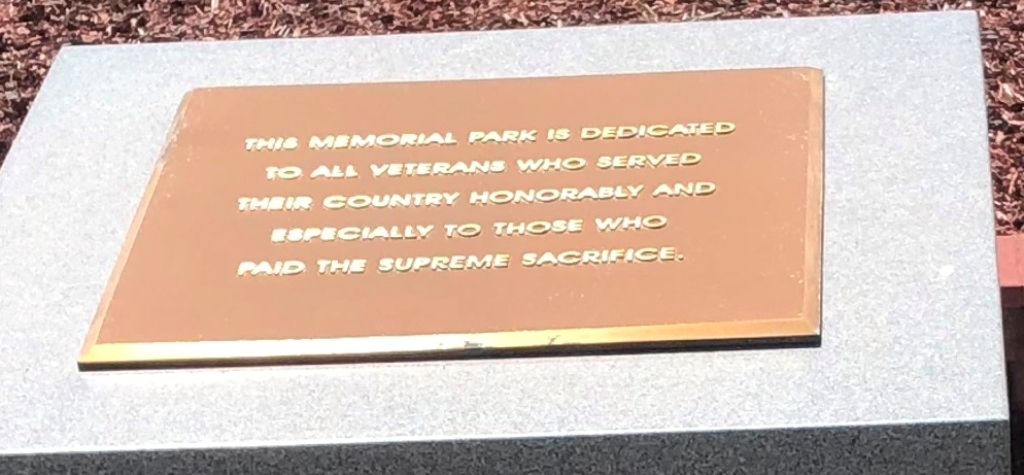 THIS MEMORIAL PARK IS DEDICATED
TO ALL VETERANS WHO SERVED
THEIR COUNTRY HONORABLY AND
ESPECIALLY TO THOSE WHO
PAID THE SUPREME SACRIFICE.